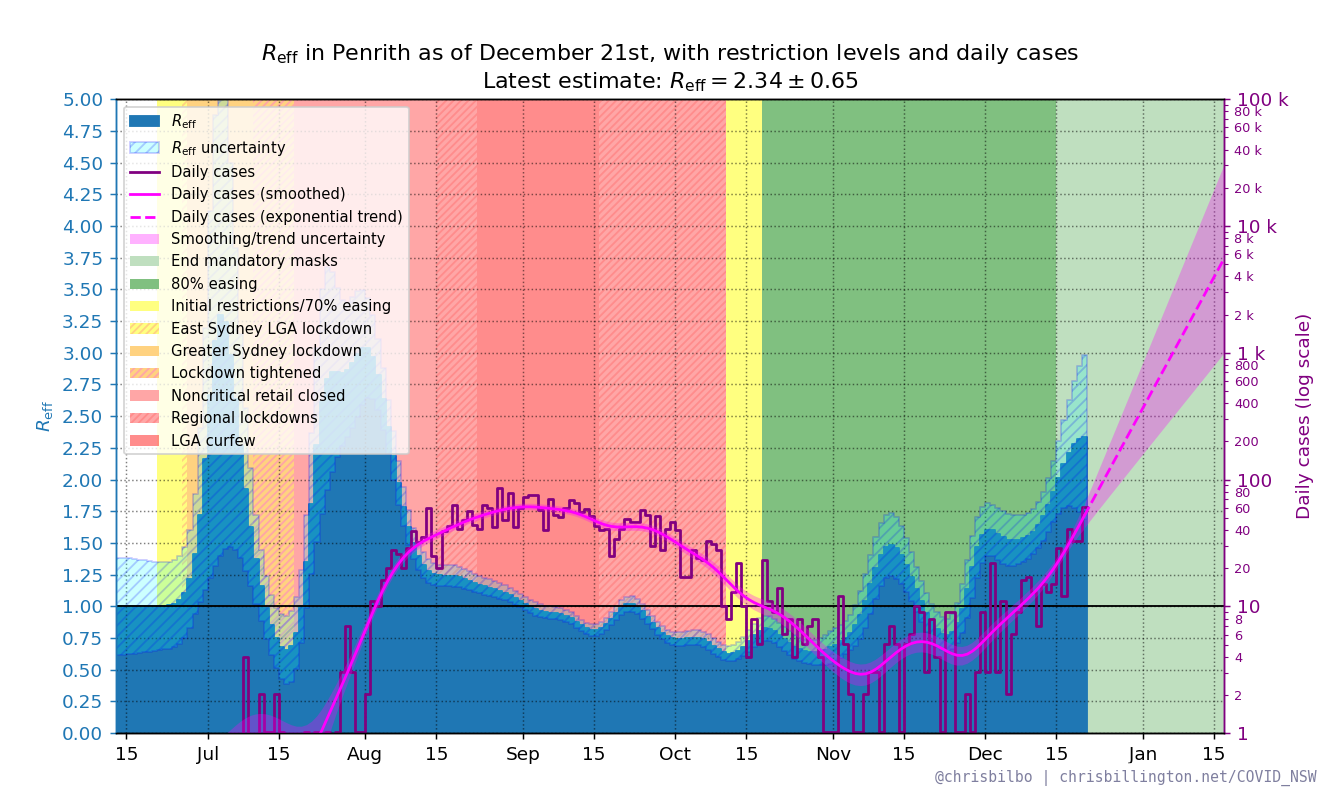 R_eff in Penrith as of December 21st, with restriction levels and daily cases
Latest estimate: R_eff = 2.34 ± 0.65
R_eff
R_eff uncertainty
Daily cases
Daily cases (smoothed)
Daily cases (exponential trend)
Smoothing/trend uncertainty
End mandatory masks
80% easing
Initial restrictions/70% easing
East Sydney LGA lockdown
Greater Sydney lockdown
Lockdown tightened
Noncritical retail closed
Regional lockdowns
LGA curfew
R_eff
5.00
4.75
4.50
4.25
4.00
3.75
3.50
3.25
3.00
2.75
2.50
2.25
2.00
1.75
1.50
1.25
1.00
0.75
0.50
0.25
0.00
15
Jul
15
Aug
15
Sep
15
Oct
15
Nov
15
Dec
15
Jan
15
100 k
80 k
60 k
40 k
20 k
10 k
8 k
6 k
4 k
2 k
1 k
800
600
400
200
100
80
60
40
20
10
8
6
4
2
1
Daily cases (log scale)
@chrisbilbo | chrisbillington.net/COVID_NSW